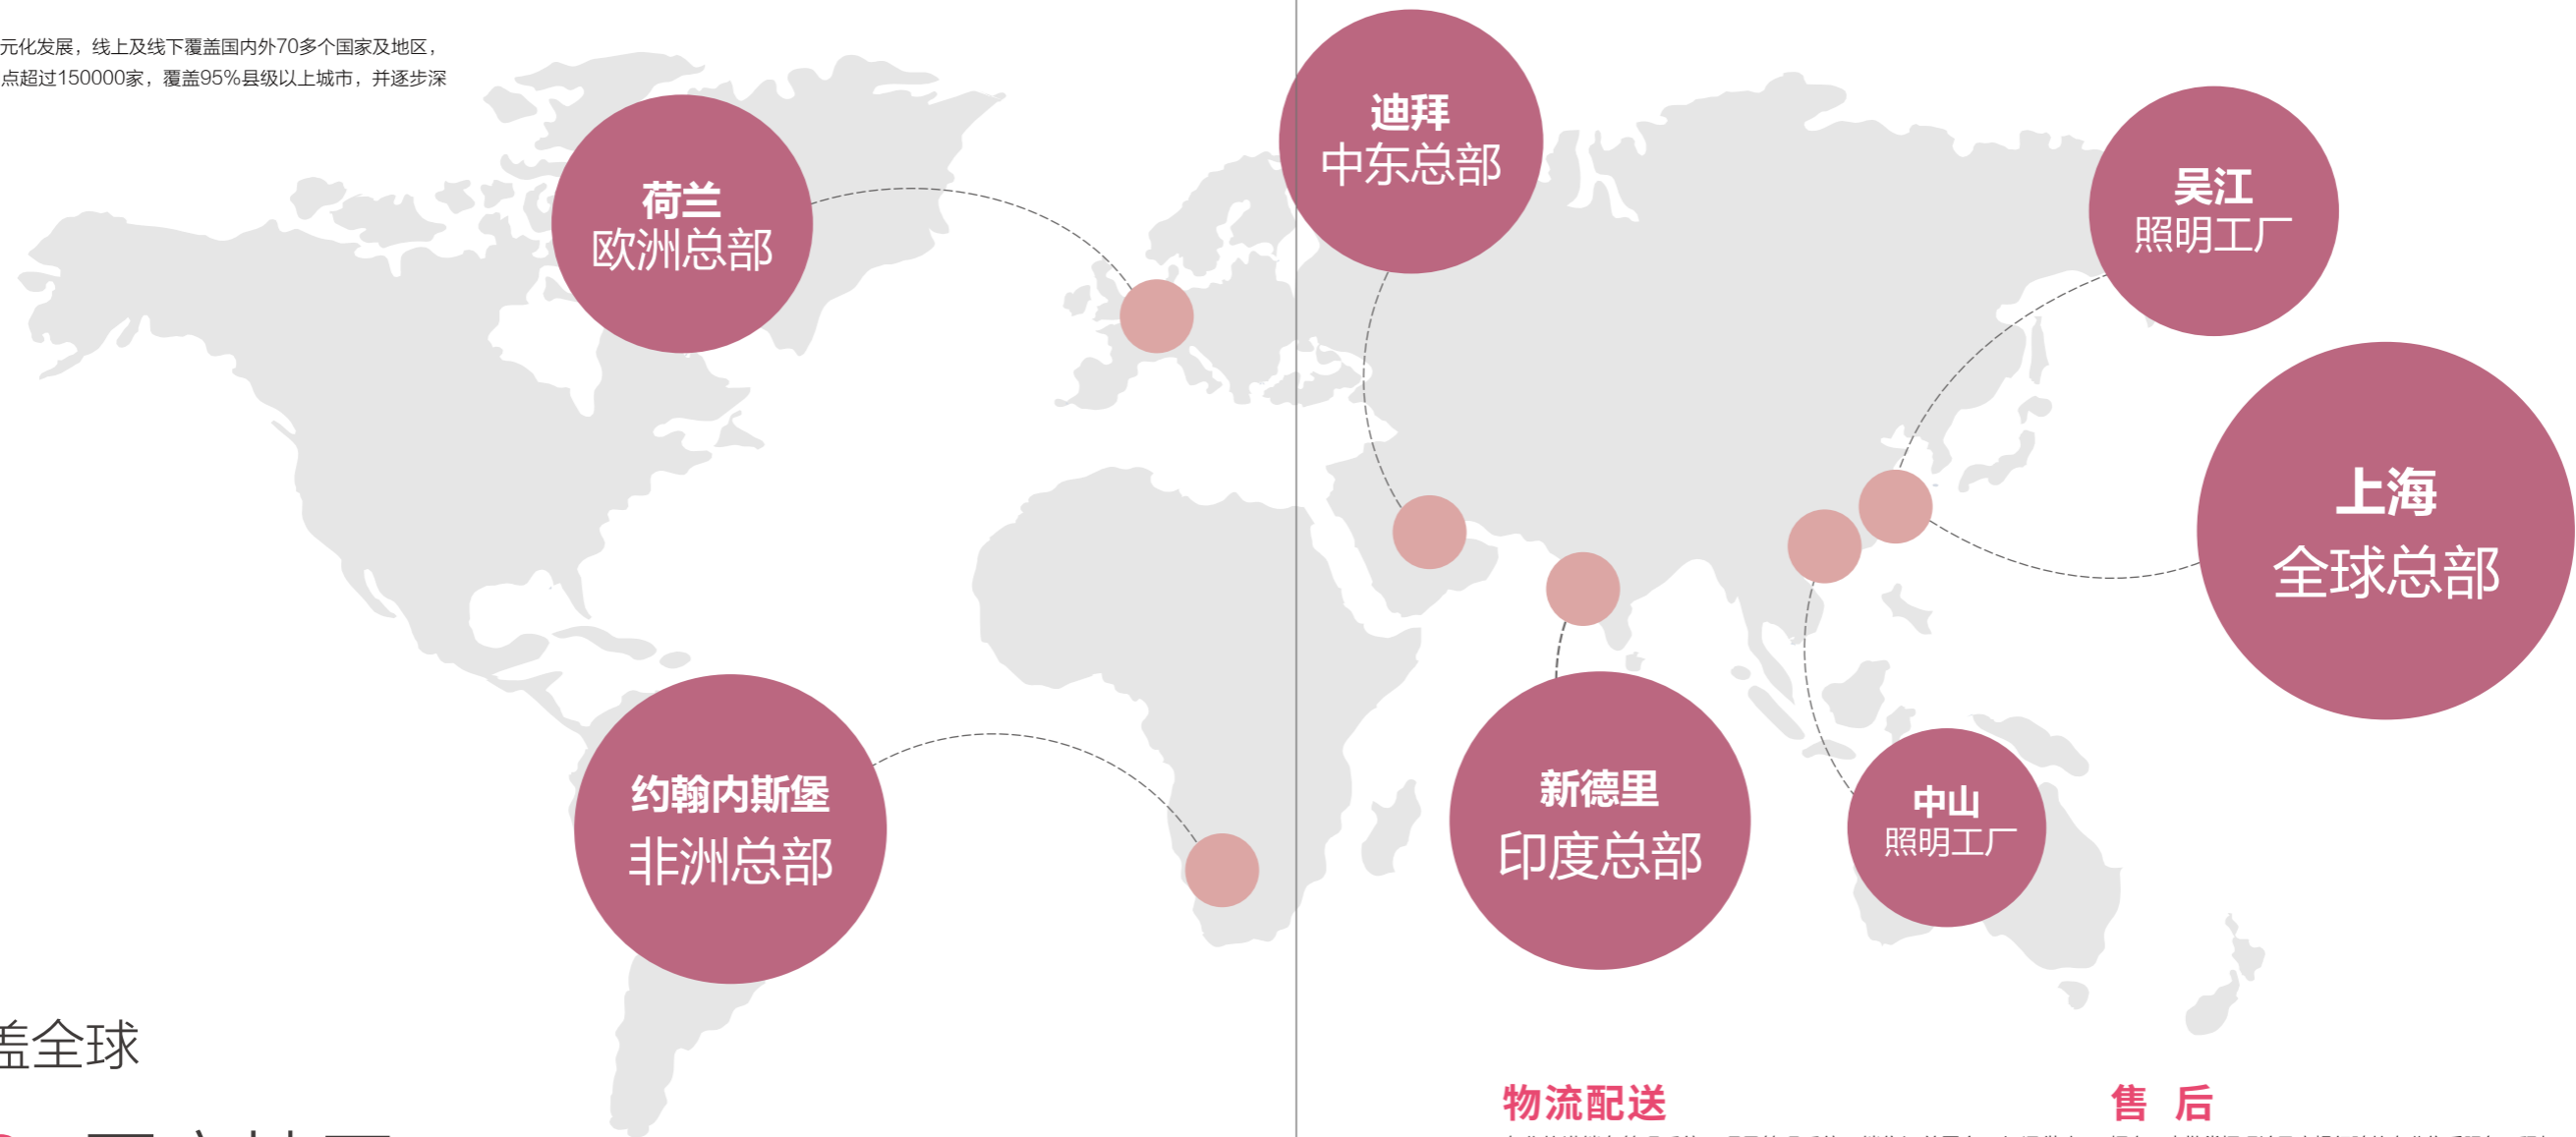 元化发展，线上及线下覆盖国内外70多个国家及地区，
点超过150000家，覆盖95%县级以上城市，并逐步深
荷兰
欧洲总部
迪拜
中东总部
吴江
照明工厂
上海
全球总部
约翰内斯堡
非洲总部
新德里
印度总部
中山
照明工厂
盖全球
物流配送
售 后